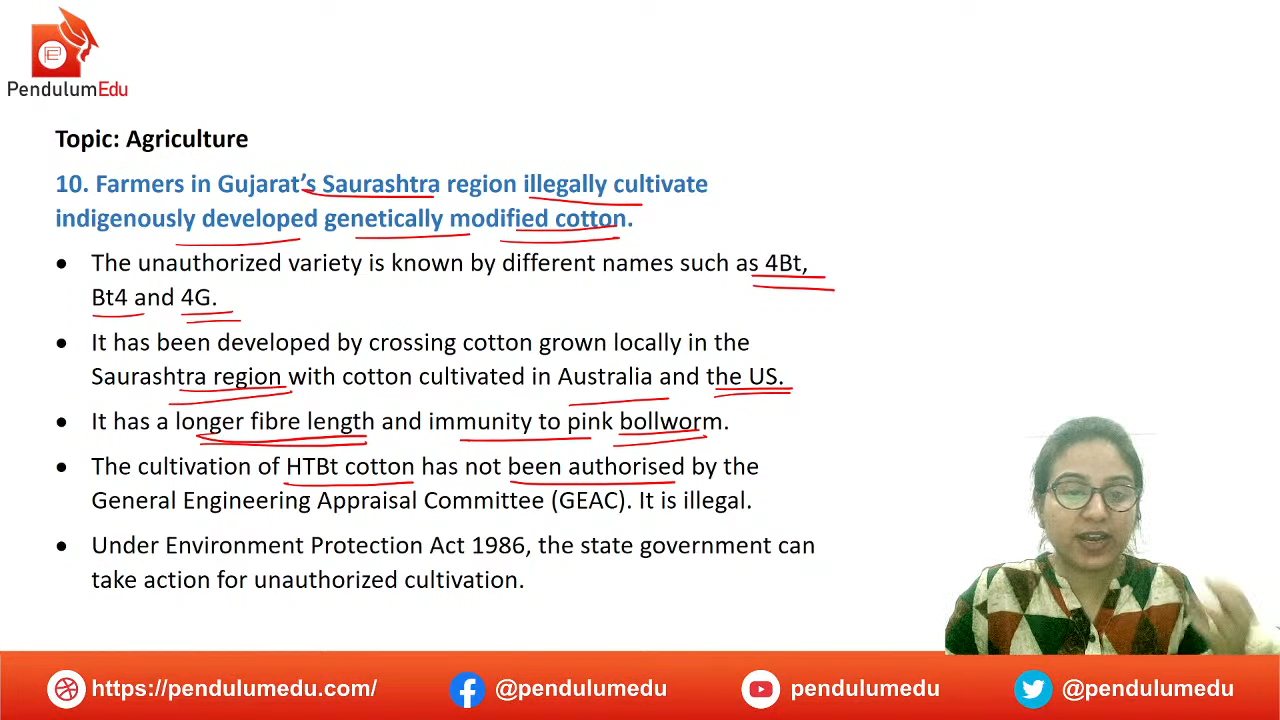 PendulumEdu
Topic: Agriculture
10. Farmers in Gujarat's Saurashtra region illegally cultivate
indigenously developed genetically modified cotton.
• The unauthorized variety is known by different names such as 4Bt,
Bt4 and 4G.
• It has been developed by crossing cotton grown locally in the
Saurashtra region with cotton cultivated in Australia and the US.
• It has a longer fibre length and immunity to pink bollworm.
• The cultivation of HTBt cotton has not been authorised by the
General Engineering Appraisal Committee (GEAC). It is illegal.
• Under Environment Protection Act 1986, the state government can
take action for unauthorized cultivation.
https://pendulumedu.com/ @pendulumedu pendulumedu @pendulumedu